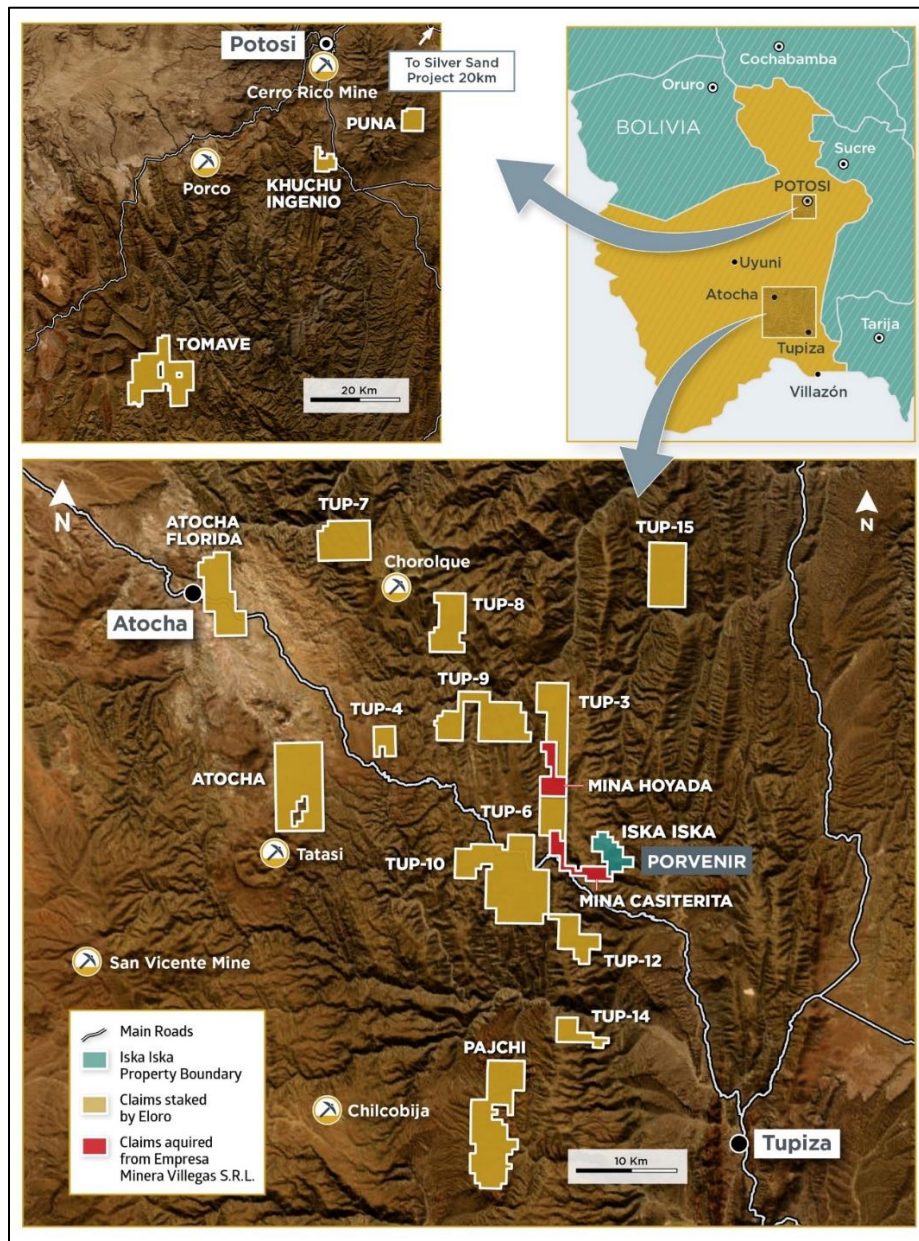 Potosi
To Silver Sand
Project 20km
Cerro Rico Mine
PUNA
Porco
KHUCHU
INGENIO
TOMAVE
20 Km
Cochabamba
Oruro
BOLIVIA
Sucre
POTOSI
Uyuni
Atocha
Tarija
Tupiza
Villazón
N
N
TUP-7
TUP-15
ATOCHA
FLORIDA
Chorolque
Atocha
TUP-8
TUP-9
TUP-3
TUP-4
ATOCHA
MINA HOYADA
TUP-6
ISKA ISKA
PORVENIR
Tatasi
TUP-10
MINA CASITERITA
TUP-12
San Vicente Mine
TUP-14
PAJCHI
Main Roads
Iska Iska
Property Boundary
Claims staked
by Eloro
Claims aquired
from Empresa
Minera Villegas S.R.L.
Chilcobija
Tupiza
10 Km